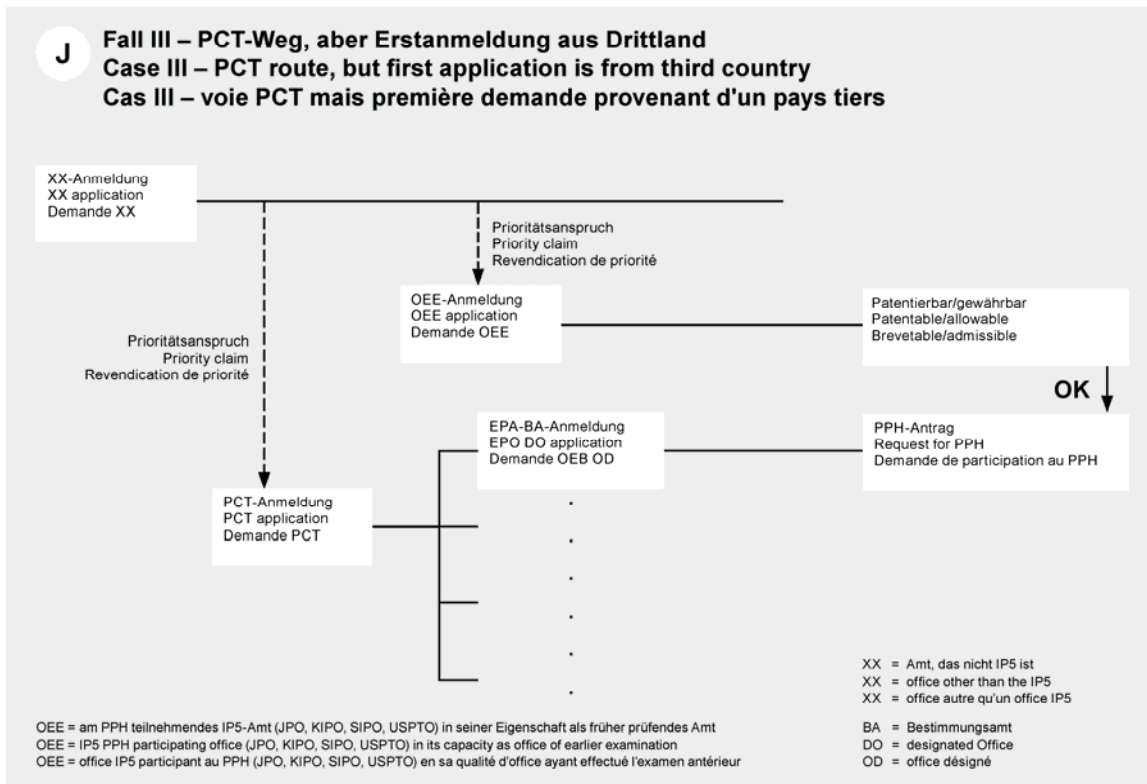 J
Fall III – PCT-Weg, aber Erstanmeldung aus Drittland
Case III – PCT route, but first application is from third country
Cas III – voie PCT mais première demande provenant d'un pays tiers
XX-Anmeldung
XX application
Demande XX
Prioritätsanspruch
Priority claim
Revendication de priorité
OEE-Anmeldung
OEE application
Demande OEE
Patentierbar/gewährbar
Patentable/allowable
Brevetable/admissible
Prioritätsanspruch
Priority claim
Revendication de priorité
OK
EPA-BA-Anmeldung
EPO DO application
Demande OEB OD
PPH-Antrag
Request for PPH
Demande de participation au PPH
PCT-Anmeldung
PCT application
Demande PCT
XX = Amt, das nicht IP5 ist
XX = office other than the IP5
XX = office autre qu'un office IP5
OEE = am PPH teilnehmendes IP5-Amt (JPO, KIPO, SIPO, USPTO) in seiner Eigenschaft als früher prüfendes Amt
OEE = IP5 PPH participating office (JPO, KIPO, SIPO, USPTO) in its capacity as office of earlier examination
OEE = office IP5 participant au PPH (JPO, KIPO, SIPO, USPTO) en sa qualité d'office ayant effectué l'examen antérieur
BA = Bestimmungsamt
DO = designated Office
OD = office désigné